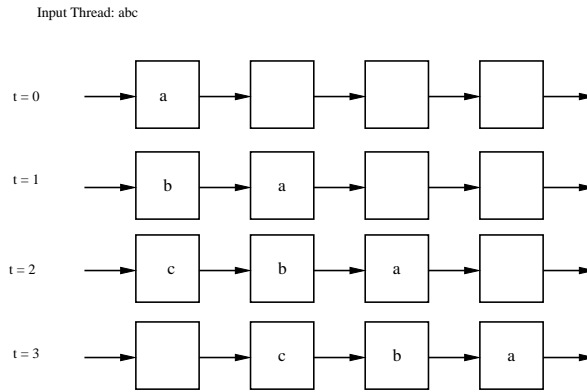 Input Thread: abc
t = 0 a
t = 1 b a
t = 2 c b a
t = 3 c b a